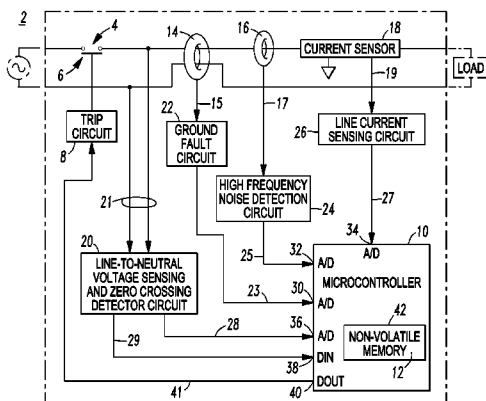 2
4
6
14
16
18
CURRENT SENSOR
19
LOAD
15
17
TRIP
CIRCUIT
8
22
GROUND
FAULT
CIRCUIT
26
LINE CURRENT
SENSING CIRCUIT
21
HIGH FREQUENCY
NOISE DETECTION
CIRCUIT
24
27
20
LINE-TO-NEUTRAL
VOLTAGE SENSING
AND ZERO CROSSING
DETECTOR CIRCUIT
25
23
28
29
34
10
A/D
32
A/D
MICROCONTROLLER
30
A/D
42
36
A/D
NON-VOLATILE
MEMORY
12
DIN
38
DOUT
40
41